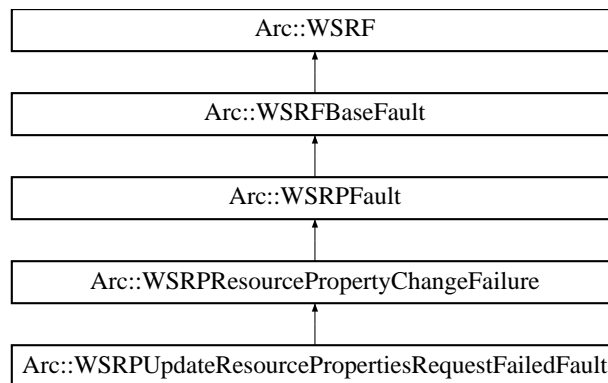 Arc::WSRF
Arc::WSRFBaseFault
Arc::WSRPFault
Arc::WSRPResourcePropertyChangeFailure
Arc::WSRPUpdateResourcePropertiesRequestFailedFault